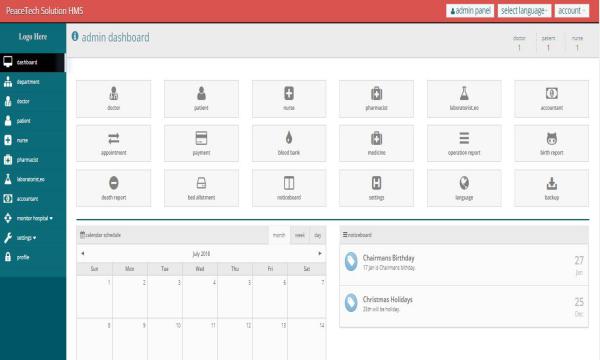 PeaceTech Solution HMS
admin panel
select language
account
Logo Here
admin dashboard
doctor patient nurse
1 1 1
dashboard
department
doctor
patient
nurse
pharmacist
laboratorist,eo
accountant
monitor hospital
settings
profile
doctor patient nurse pharmacist laboratorist,eo accountant
appointment payment blood bank medicine operation report birth report
death report bed allotment noticeboard settings language backup
calendar schedule
month week day
July 2018
Sun Mon Tue Wed Thu Fri Sat
1 2 3 4 5 6 7
8 9 10 11 12 13 14
noticeboard
Chairmans Birthday
17 Jan is Chairmans birthday.
27
Jan
Christmas Holidays
25th will be holiday.
25
Dec